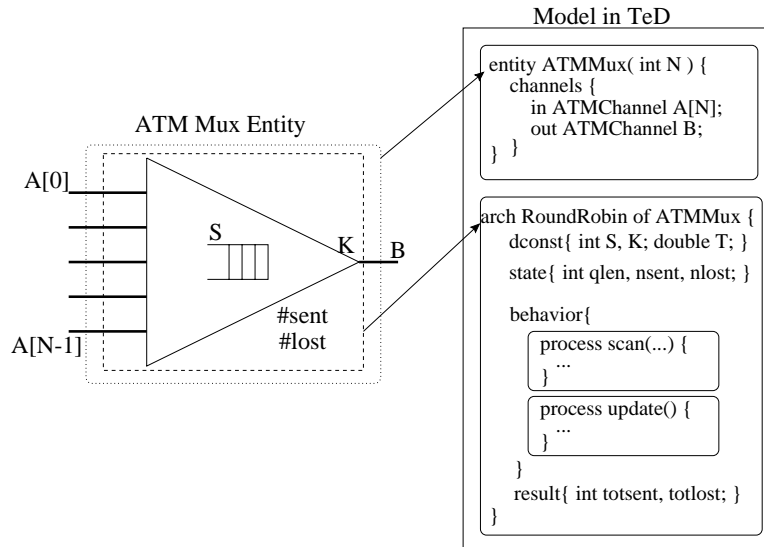 Model in TeD
entity ATMMux( int N ) {
channels {
in ATMChannel A[N];
out ATMChannel B;
}
}
ATM Mux Entity
A[0]
S
K
B
#sent
#lost
A[N-1]
arch RoundRobin of ATMMux {
dconst{ int S, K; double T; }
state{ int qlen, nsent, nlost; }
behavior{
process scan(...) {
...
}
process update() {
...
}
}
result{ int totsent, totlost; }
}